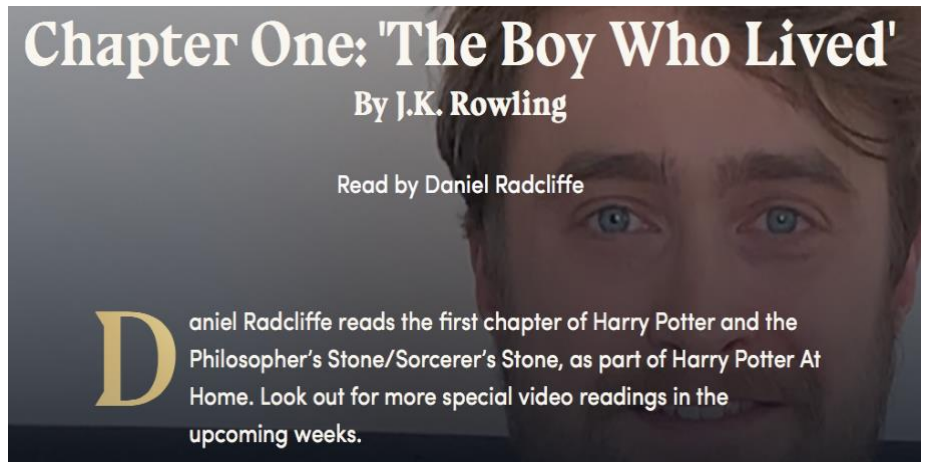 Chapter One: 'The Boy Who Lived'
By J.K. Rowling
Read by Daniel Radcliffe
Daniel Radcliffe reads the first chapter of Harry Potter and the
Philosopher's Stone/Sorcerer's Stone, as part of Harry Potter At
Home. Look out for more special video readings in the
upcoming weeks.